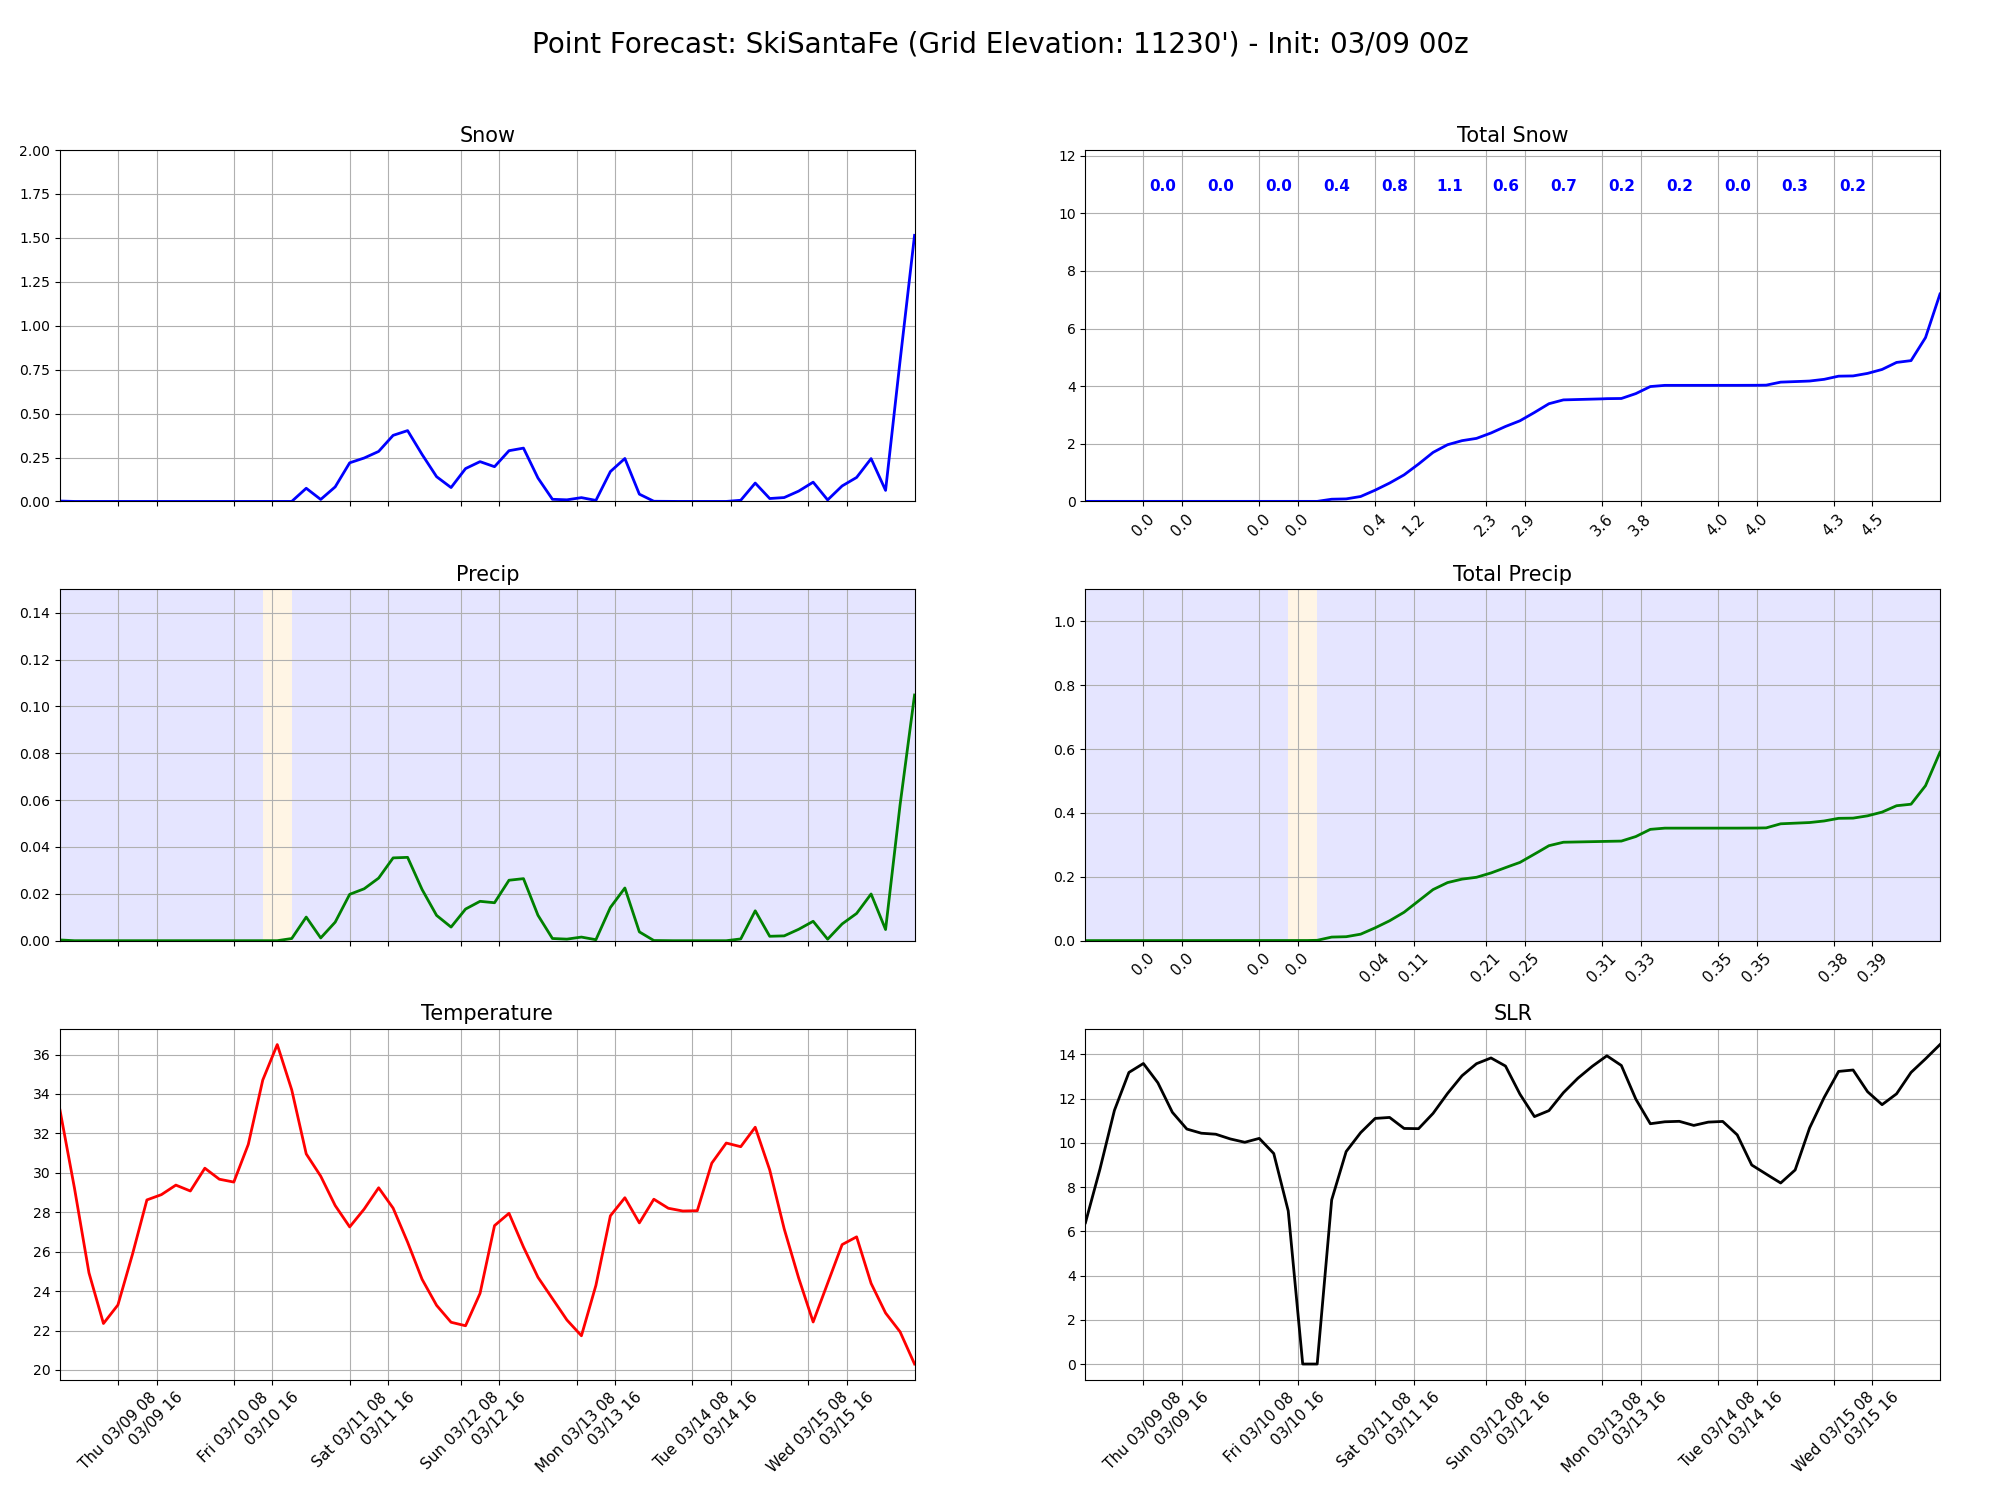 Point Forecast: SkiSantaFe (Grid Elevation: 11230') - Init: 03/09 00z
Snow
2.00
1.75
1.50
1.25
1.00
0.75
0.50
0.25
0.00
Total Snow
12
10
8
6
4
2
0
0.0 0.0 0.0 0.4 0.8 1.1 0.6 0.7 0.2 0.2 0.0 0.3 0.2
0.0 0.0 0.0 0.0 0.4 1.2 2.3 2.9 3.6 3.8 4.0 4.0 4.3 4.5
Precip
0.14
0.12
0.10
0.08
0.06
0.04
0.02
0.00
Total Precip
1.0
0.8
0.6
0.4
0.2
0.0
0.0 0.0 0.0 0.0 0.04 0.11 0.21 0.25 0.31 0.33 0.35 0.35 0.38 0.39
Temperature
36
34
32
30
28
26
24
22
20
Thu 03/09 08
03/09 16
Fri 03/10 08
03/10 16
Sat 03/11 08
03/11 16
Sun 03/12 08
03/12 16
Mon 03/13 08
03/13 16
Tue 03/14 08
03/14 16
Wed 03/15 08
03/15 16
SLR
14
12
10
8
6
4
2
0
Thu 03/09 08
03/09 16
Fri 03/10 08
03/10 16
Sat 03/11 08
03/11 16
Sun 03/12 08
03/12 16
Mon 03/13 08
03/13 16
Tue 03/14 08
03/14 16
Wed 03/15 08
03/15 16